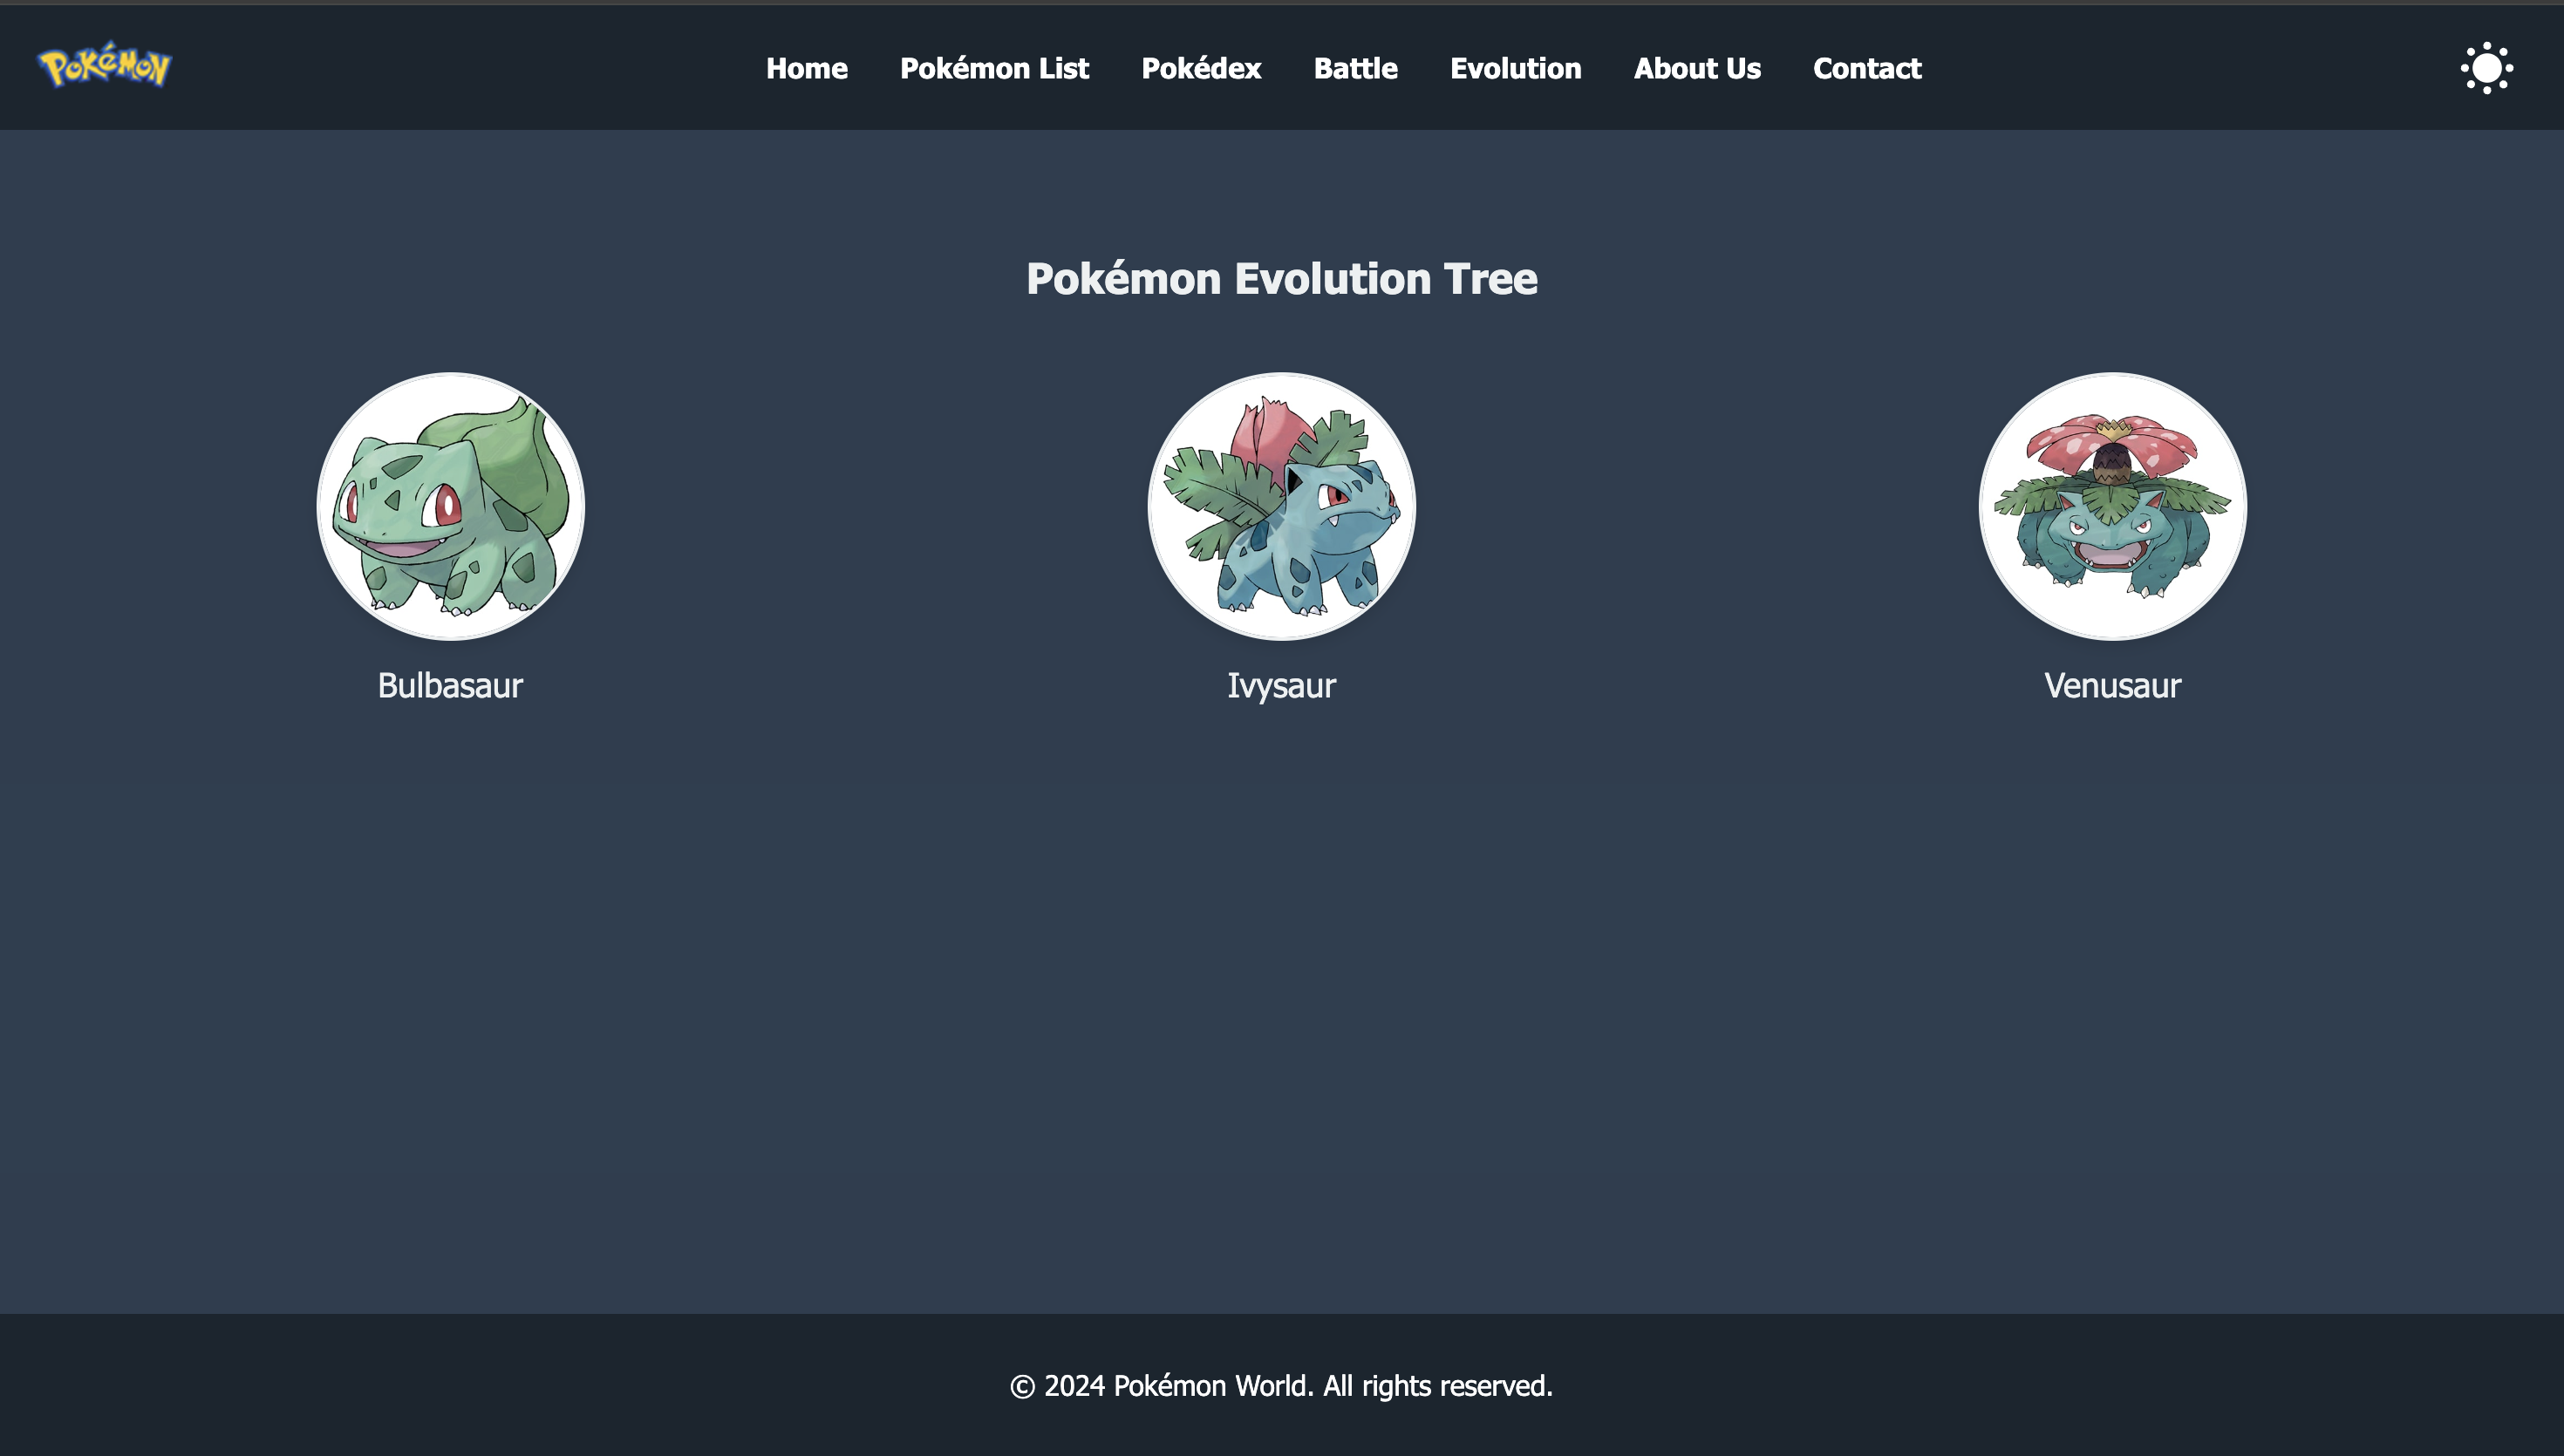 Pokémon
Home Pokémon List Pokédex Battle Evolution About Us Contact
Pokémon Evolution Tree
Bulbasaur Ivysaur Venusaur
© 2024 Pokémon World. All rights reserved.